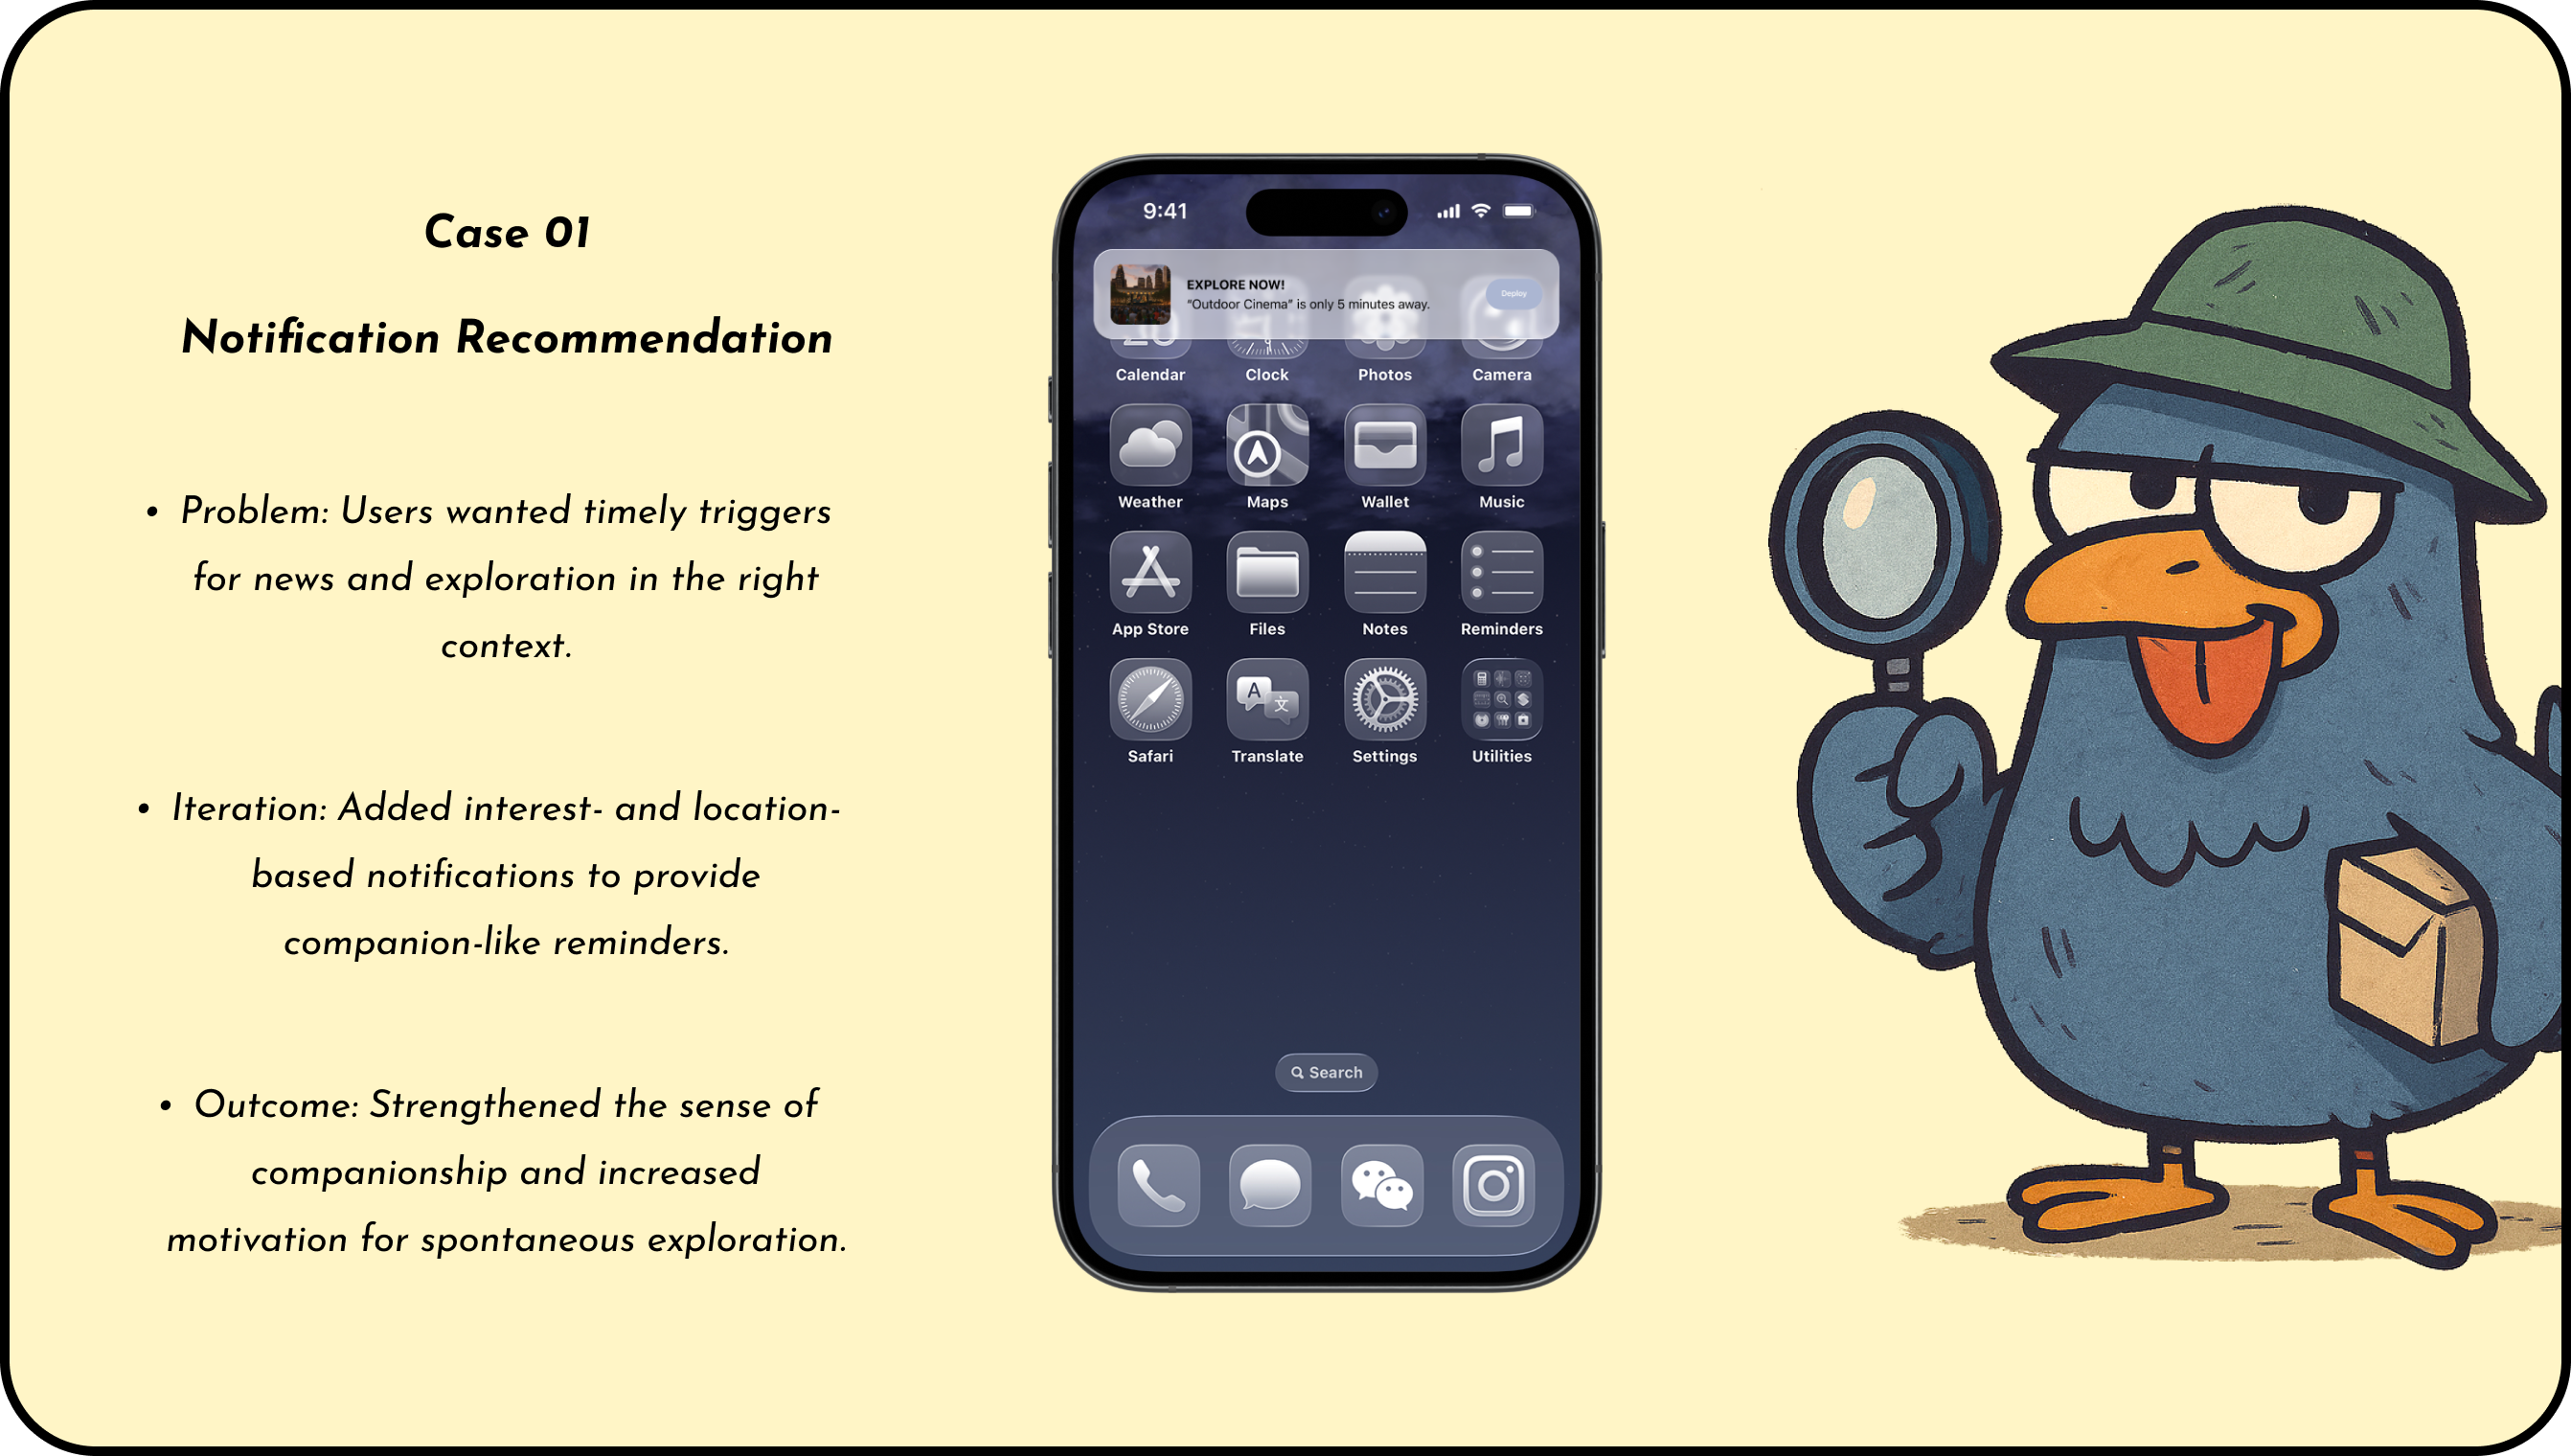 Case 01
Notification Recommendation
• Problem: Users wanted timely triggers
for news and exploration in the right
context.
• Iteration: Added interest- and location-
based notifications to provide
companion-like reminders.
• Outcome: Strengthened the sense of
companionship and increased
motivation for spontaneous exploration.
9:41
EXPLORE NOW!
“Outdoor Cinema” is only 5 minutes away.
Deploy
Calendar Clock Photos Camera
Weather Maps Wallet Music
App Store Files Notes Reminders
A 文
Safari Translate Settings Utilities
Search